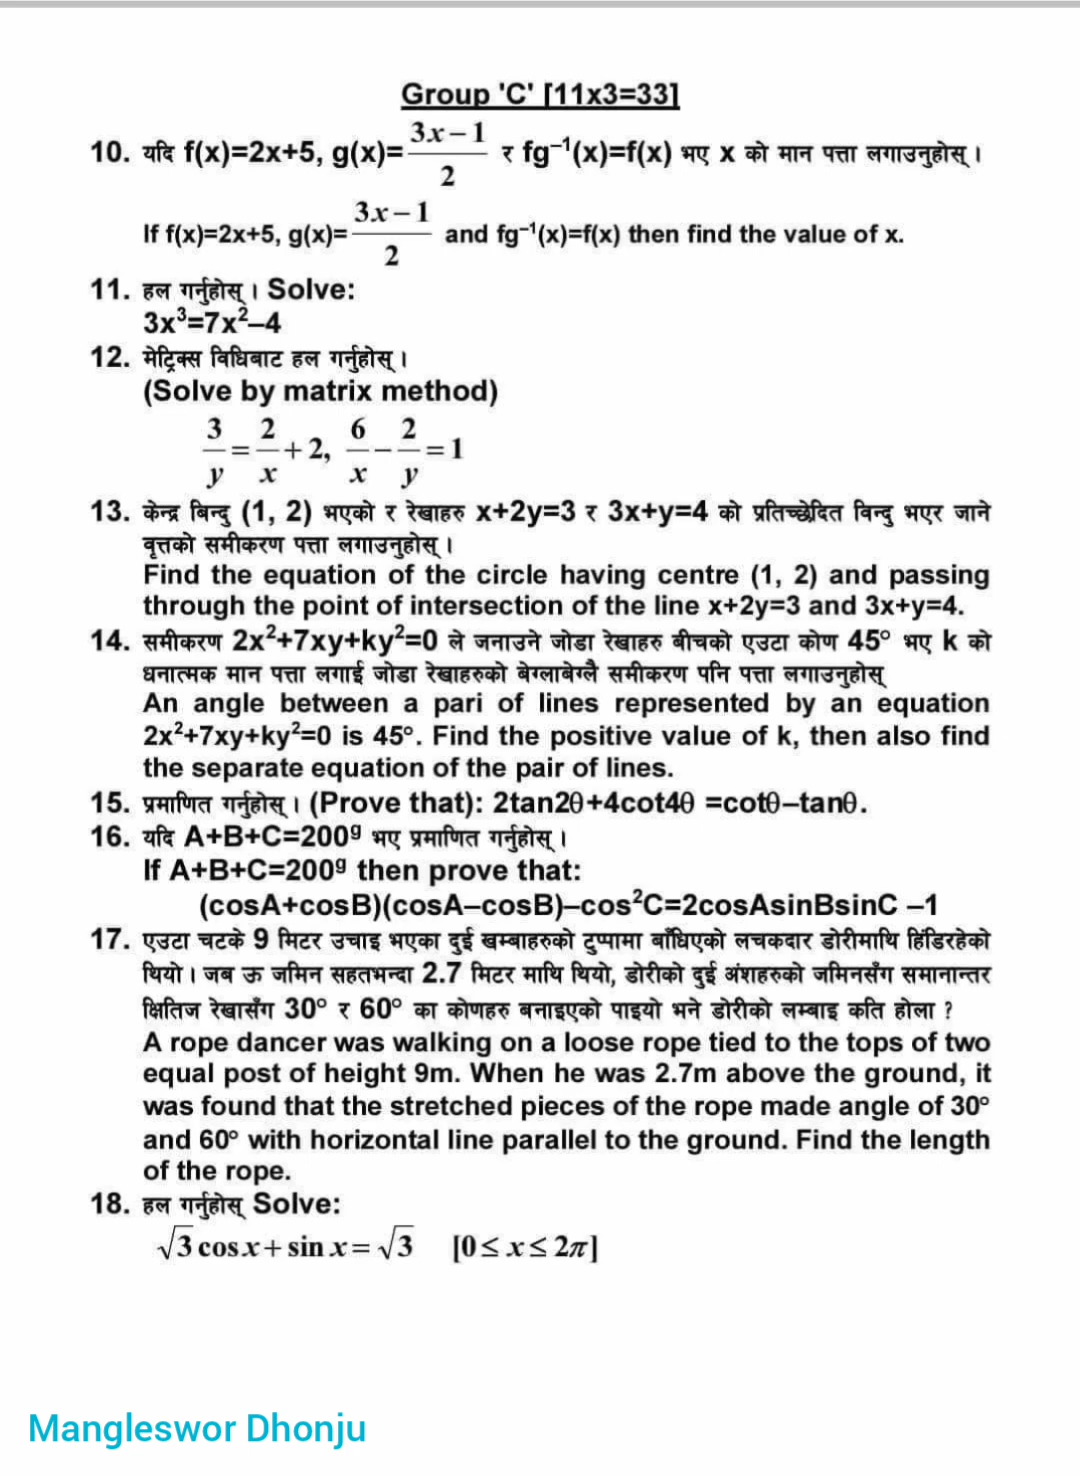 Group 'C' [11x3=33]
10. यदि f(x)=2x+5, g(x)=(3x−1)/2 र fg⁻¹(x)=f(x) भए x को मान पत्ता लगाउनुहोस् ।
If f(x)=2x+5, g(x)=(3x−1)/2 and fg⁻¹(x)=f(x) then find the value of x.
11. हल गर्नुहोस् । Solve:
3x³=7x²–4
12. मेट्रिक्स विधिबाट हल गर्नुहोस् ।
(Solve by matrix method)
3/y = 2/x + 2, 6/x − 2/y = 1
13. केन्द्र बिन्दु (1, 2) भएको र रेखाहरु x+2y=3 र 3x+y=4 को प्रतिच्छेदित विन्दु भएर जाने
वृत्तको समीकरण पत्ता लगाउनुहोस् ।
Find the equation of the circle having centre (1, 2) and passing
through the point of intersection of the line x+2y=3 and 3x+y=4.
14. समीकरण 2x²+7xy+ky²=0 ले जनाउने जोडा रेखाहरु बीचको एउटा कोण 45° भए k को
धनात्मक मान पत्ता लगाई जोडा रेखाहरुको बेग्लाबेग्लै समीकरण पनि पत्ता लगाउनुहोस्
An angle between a pari of lines represented by an equation
2x²+7xy+ky²=0 is 45°. Find the positive value of k, then also find
the separate equation of the pair of lines.
15. प्रमाणित गर्नुहोस् । (Prove that): 2tan2θ+4cot4θ =cotθ–tanθ.
16. यदि A+B+C=200ᵍ भए प्रमाणित गर्नुहोस् ।
If A+B+C=200ᵍ then prove that:
(cosA+cosB)(cosA–cosB)–cos²C=2cosAsinBsinC –1
17. एउटा चटके 9 मिटर उचाइ भएका दुई खम्बाहरुको टुप्पामा बाँधिएको लचकदार डोरीमाथि हिंडिरहेको
थियो । जब ऊ जमिन सहतभन्दा 2.7 मिटर माथि थियो, डोरीको दुई अंशहरुको जमिनसँग समानान्तर
क्षितिज रेखासँग 30° र 60° का कोणहरु बनाइएको पाइयो भने डोरीको लम्बाइ कति होला ?
A rope dancer was walking on a loose rope tied to the tops of two
equal post of height 9m. When he was 2.7m above the ground, it
was found that the stretched pieces of the rope made angle of 30°
and 60° with horizontal line parallel to the ground. Find the length
of the rope.
18. हल गर्नुहोस् Solve:
√3 cos x + sin x = √3 [0 ≤ x ≤ 2π]
Mangleswor Dhonju